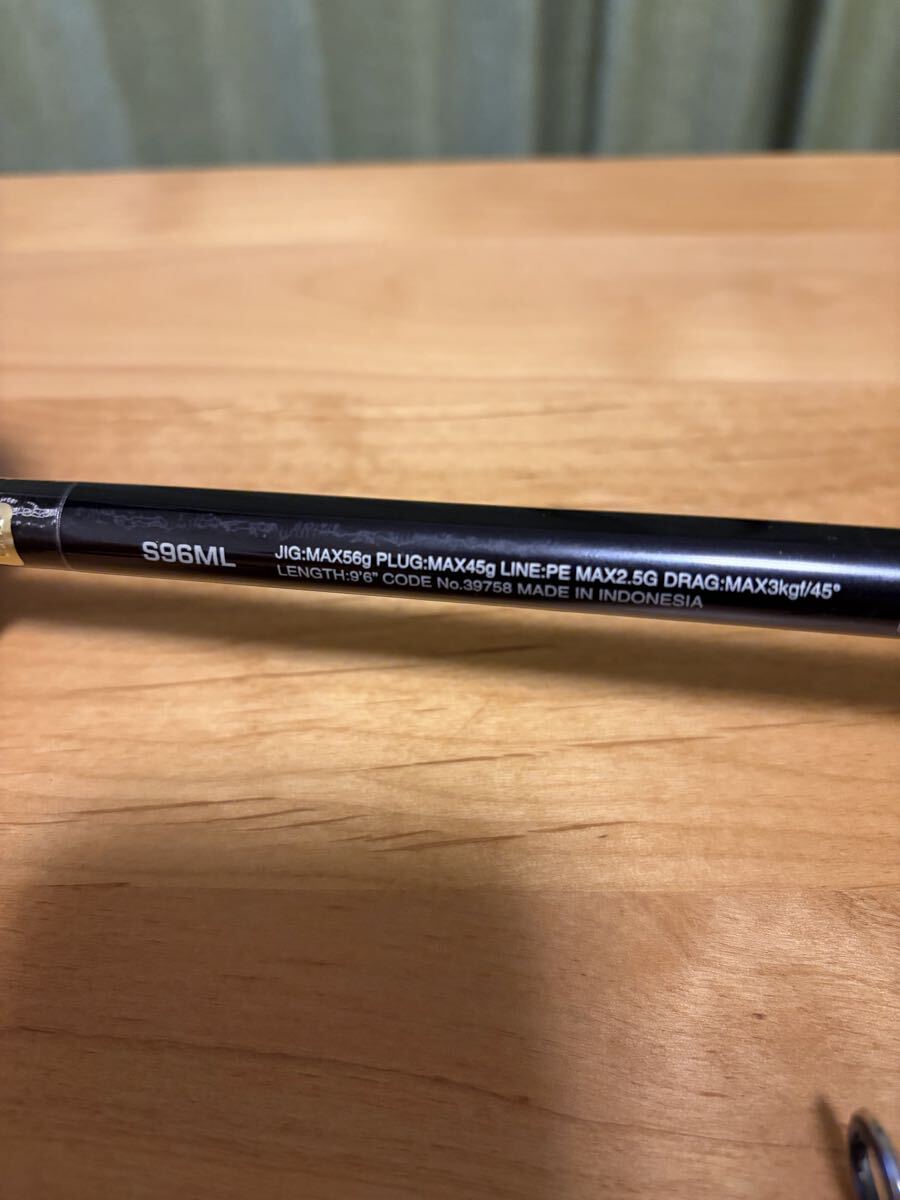 S96ML
JIG:MAX56g PLUG:MAX45g LINE:PE MAX2.5G DRAG:MAX3kgf/45°
LENGTH:9'6" CODE No.39758 MADE IN INDONESIA